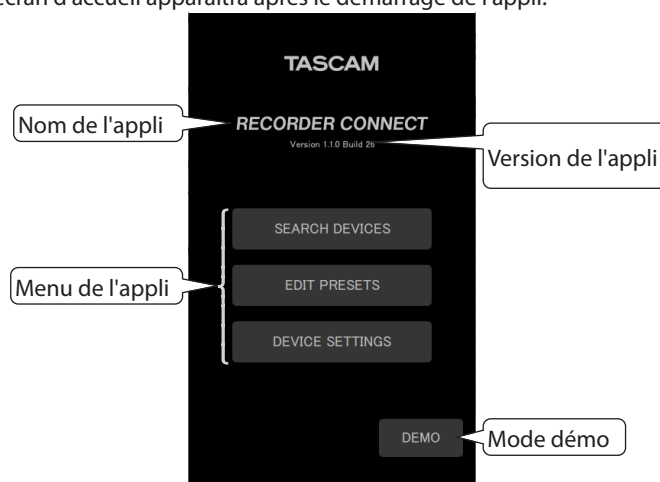 écran d'accueil apparaîtra après le démarrage de l'appli.
TASCAM
Nom de l'appli
RECORDER CONNECT
Version 1.1.0 Build 26
Version de l'appli
SEARCH DEVICES
Menu de l'appli
EDIT PRESETS
DEVICE SETTINGS
DEMO
Mode démo